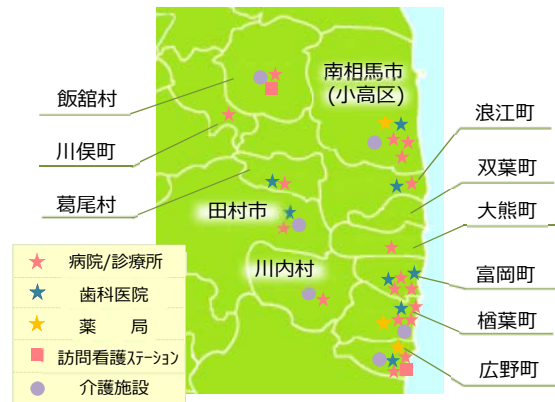 南相馬市
(小高区)
飯舘村
川俣町
葛尾村
田村市
川内村
浪江町
双葉町
大熊町
富岡町
楢葉町
広野町
病院/診療所
歯科医院
薬 局
訪問看護ステーション
介護施設